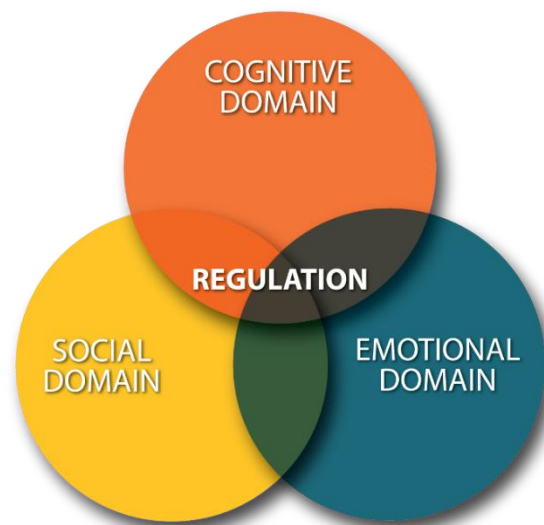 COGNITIVE
DOMAIN
REGULATION
SOCIAL
DOMAIN
EMOTIONAL
DOMAIN